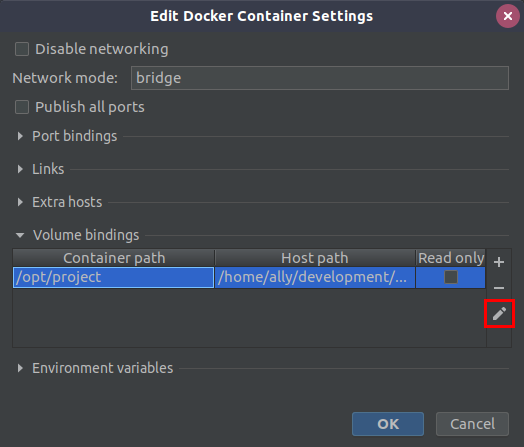 Edit Docker Container Settings
Disable networking
Network mode: bridge
Publish all ports
Port bindings
Links
Extra hosts
Volume bindings
Container path Host path Read only
/opt/project /home/ally/development/...
Environment variables
OK Cancel